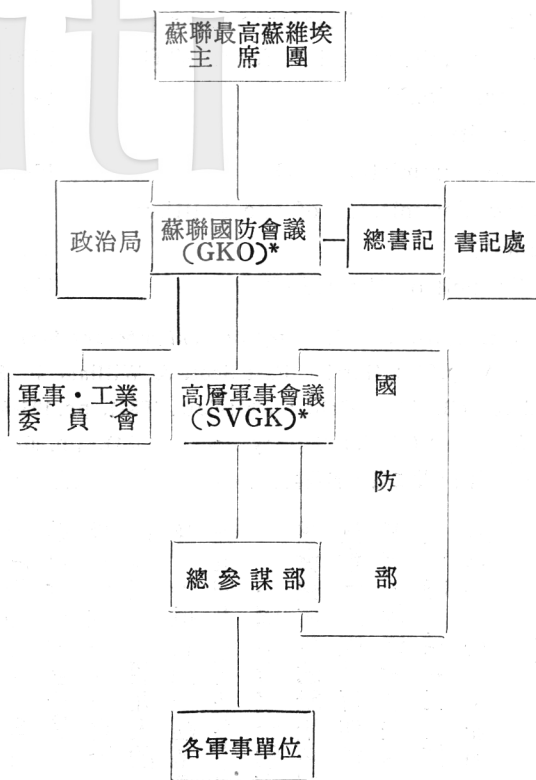 蘇聯最高蘇維埃
主席團
政治局
蘇聯國防會議
(GKO)*
總書記
書記處
軍事・工業
委員會
高層軍事會議
(SVGK)*
國防部
總參謀部
各軍事單位